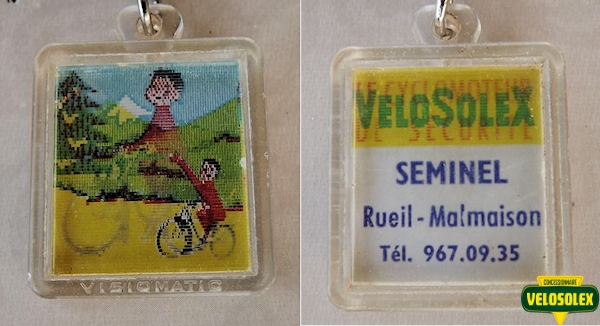 VISIOMATIC
LE CYCLOMOTEUR
VELOSOLEX
DE SÉCURITÉ
SEMINEL
Rueil-Malmaison
Tél. 967.09.35
CONCESSIONNAIRE
VELOSOLEX